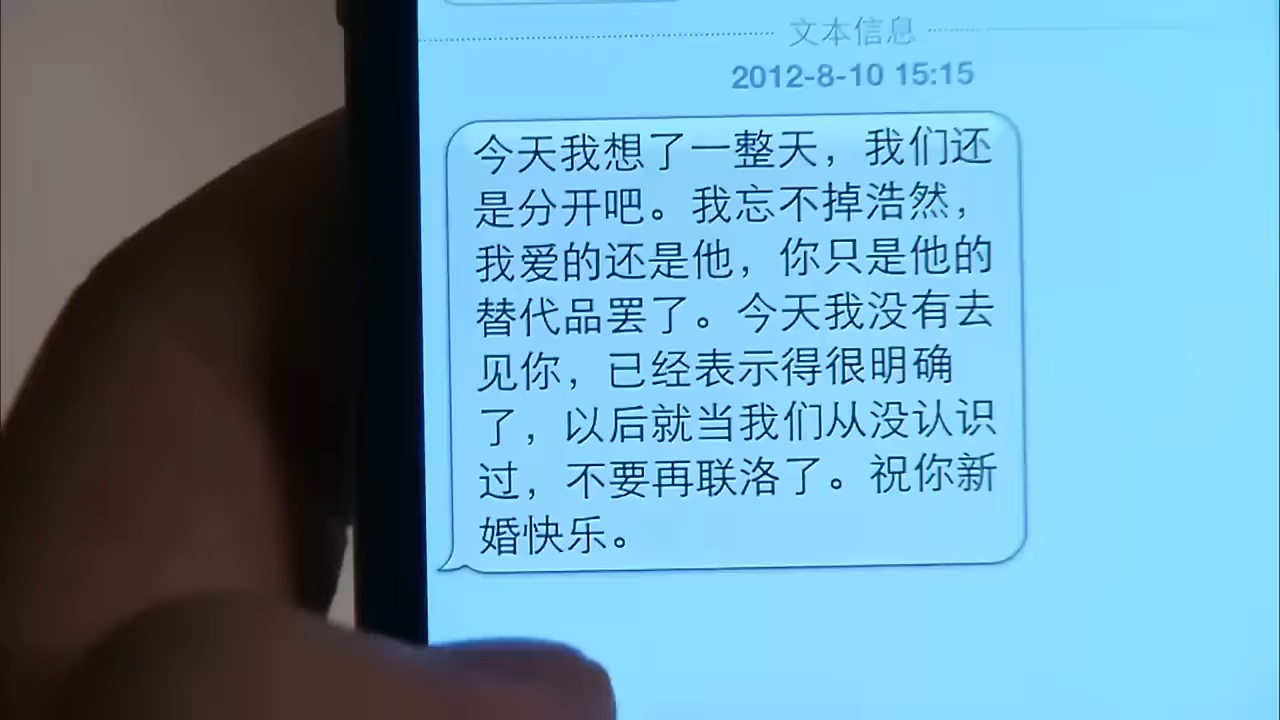 文本信息
2012-8-10 15:15
今天我想了一整天，我们还
是分开吧。我忘不掉浩然，
我爱的还是他，你只是他的
替代品罢了。今天我没有去
见你，已经表示得很明确
了，以后就当我们从没认识
过，不要再联洛了。祝你新
婚快乐。